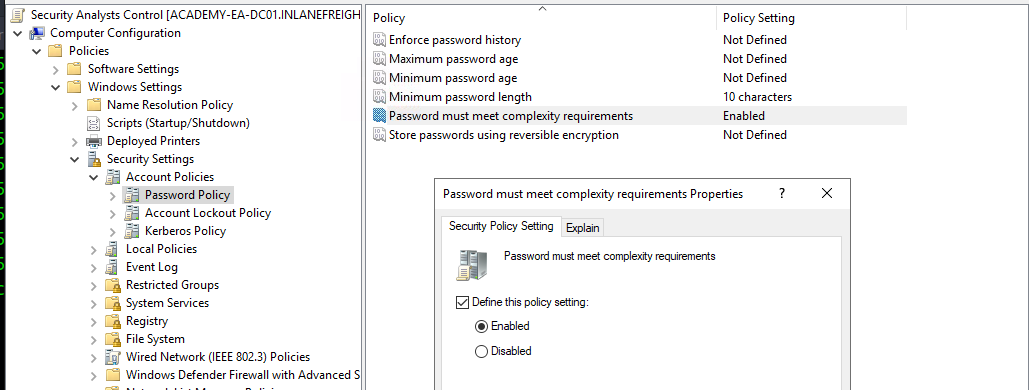 Security Analysts Control [ACADEMY-EA-DC01.INLANEFREIGH
Computer Configuration
Policies
Software Settings
Windows Settings
Name Resolution Policy
Scripts (Startup/Shutdown)
Deployed Printers
Security Settings
Account Policies
Password Policy
Account Lockout Policy
Kerberos Policy
Local Policies
Event Log
Restricted Groups
System Services
Registry
File System
Wired Network (IEEE 802.3) Policies
Windows Defender Firewall with Advanced S
Policy Policy Setting
Enforce password history Not Defined
Maximum password age Not Defined
Minimum password age Not Defined
Minimum password length 10 characters
Password must meet complexity requirements Enabled
Store passwords using reversible encryption Not Defined
Password must meet complexity requirements Properties ?
Security Policy Setting Explain
Password must meet complexity requirements
Define this policy setting:
Enabled
Disabled